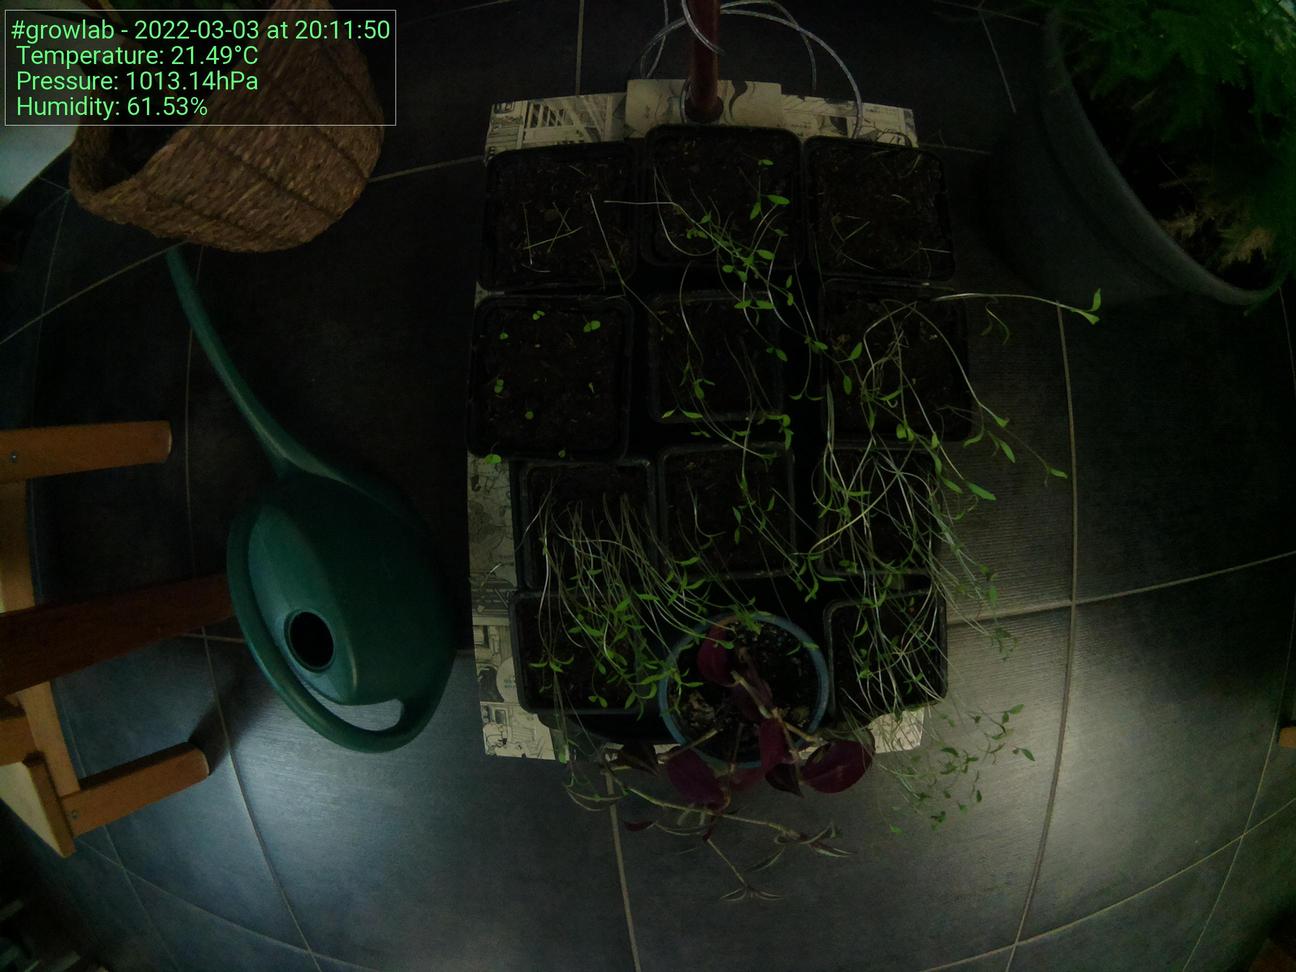 #growlab - 2022-03-03 at 20:11:50
Temperature: 21.49°C
Pressure: 1013.14hPa
Humidity: 61.53%